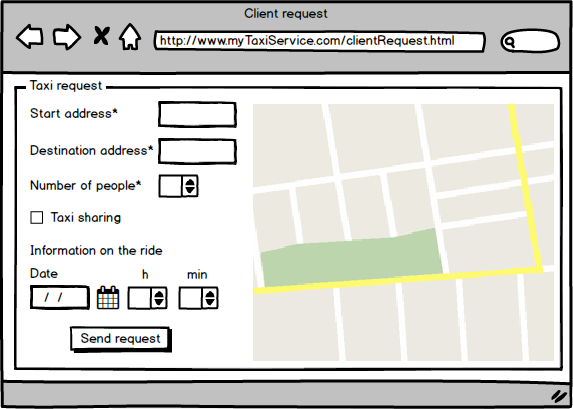 Client request
http://www.myTaxiService.com/clientRequest.html
Taxi request
Start address*
Destination address*
Number of people*
Taxi sharing
Information on the ride
Date h min
/ /
Send request